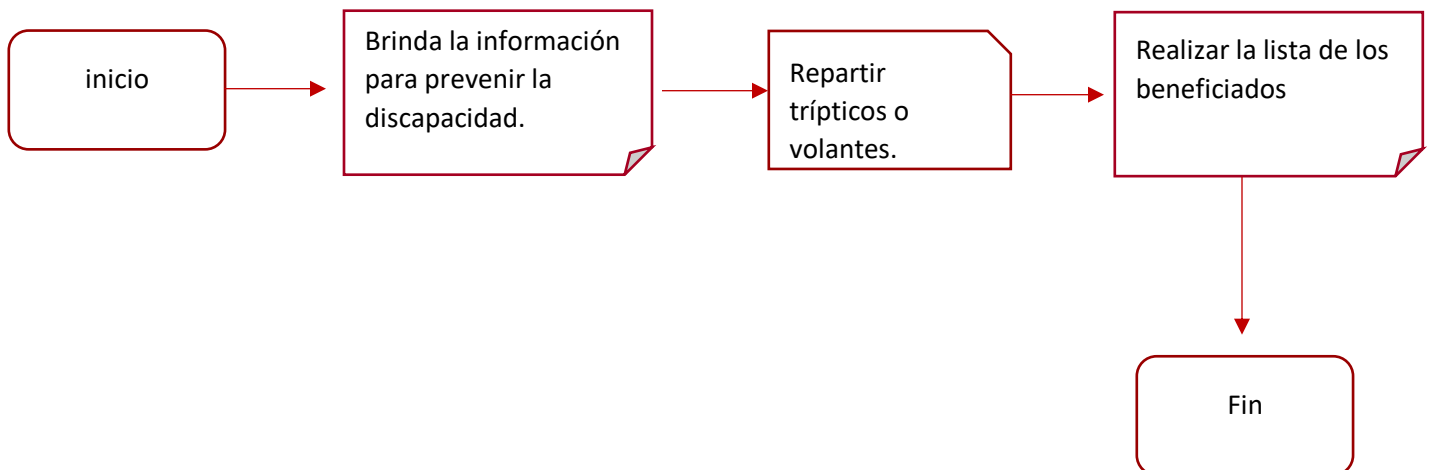 inicio
Brinda la información
para prevenir la
discapacidad.
Repartir
trípticos o
volantes.
Realizar la lista de los
beneficiados
Fin